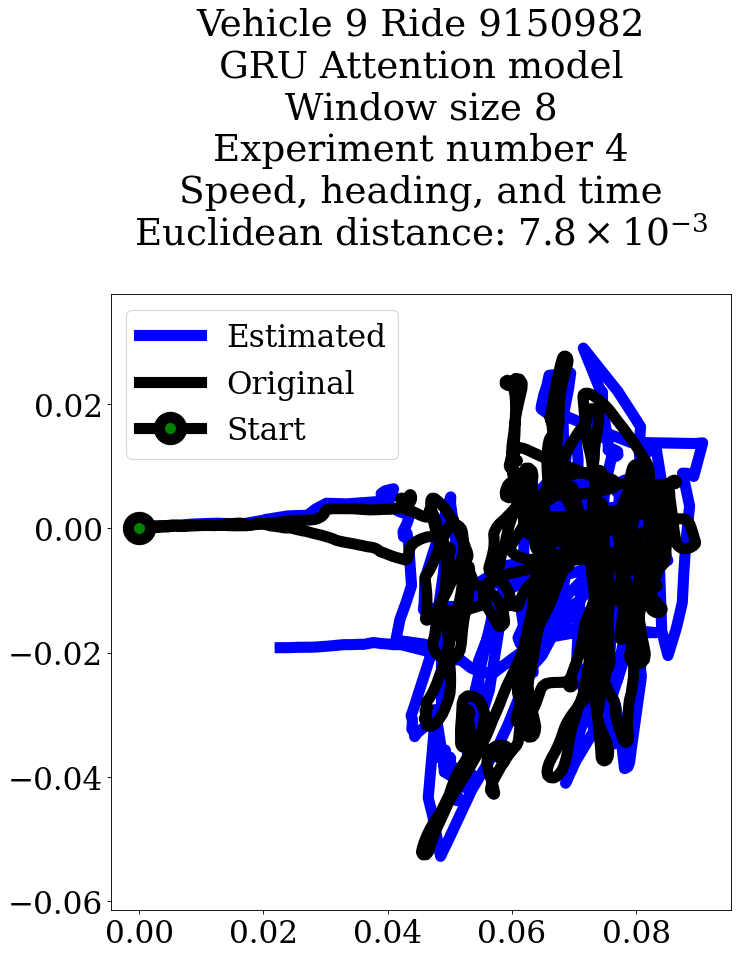 Vehicle 9 Ride 9150982
GRU Attention model
Window size 8
Experiment number 4
Speed, heading, and time
Euclidean distance: 7.8 × 10⁻³
Estimated
Original
Start
0.02
0.00
−0.02
−0.04
−0.06
0.00 0.02 0.04 0.06 0.08